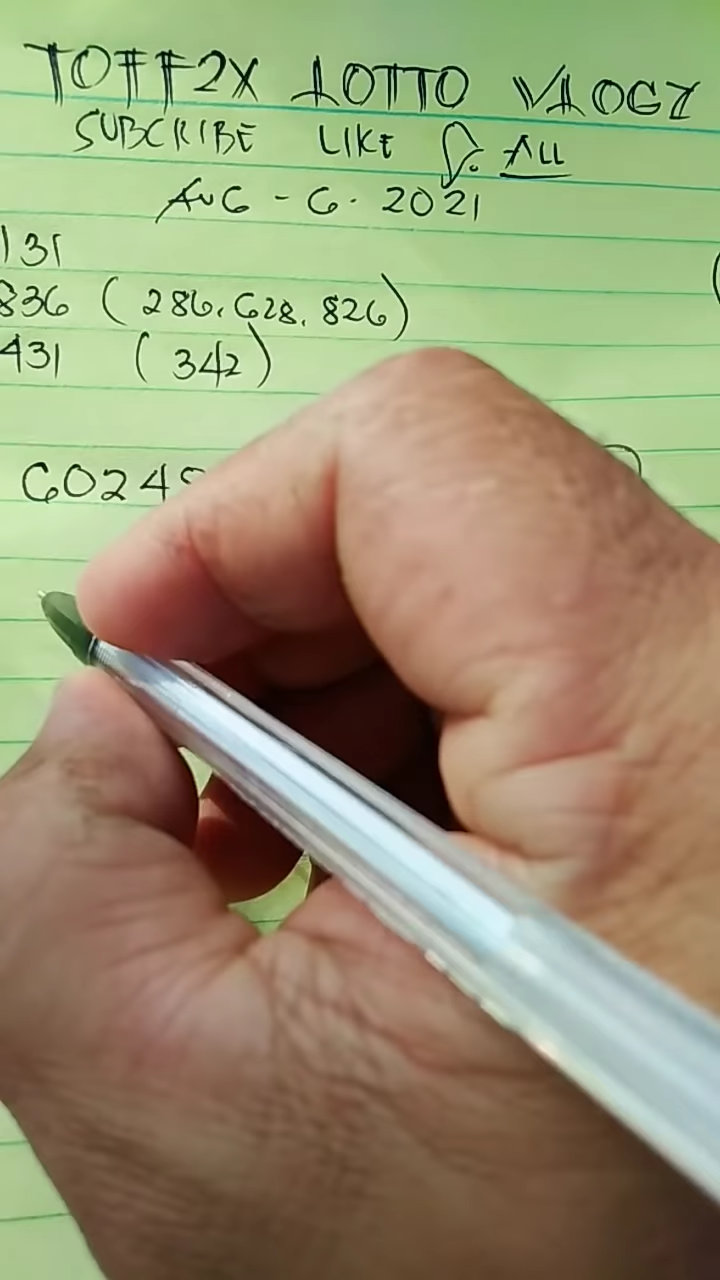 TOFF2X LOTTO VLOGZ
SUBCRIBE LIKE ALL
AUG - 6. 2021
131
836 (286. 628. 826)
431 (342)
6024